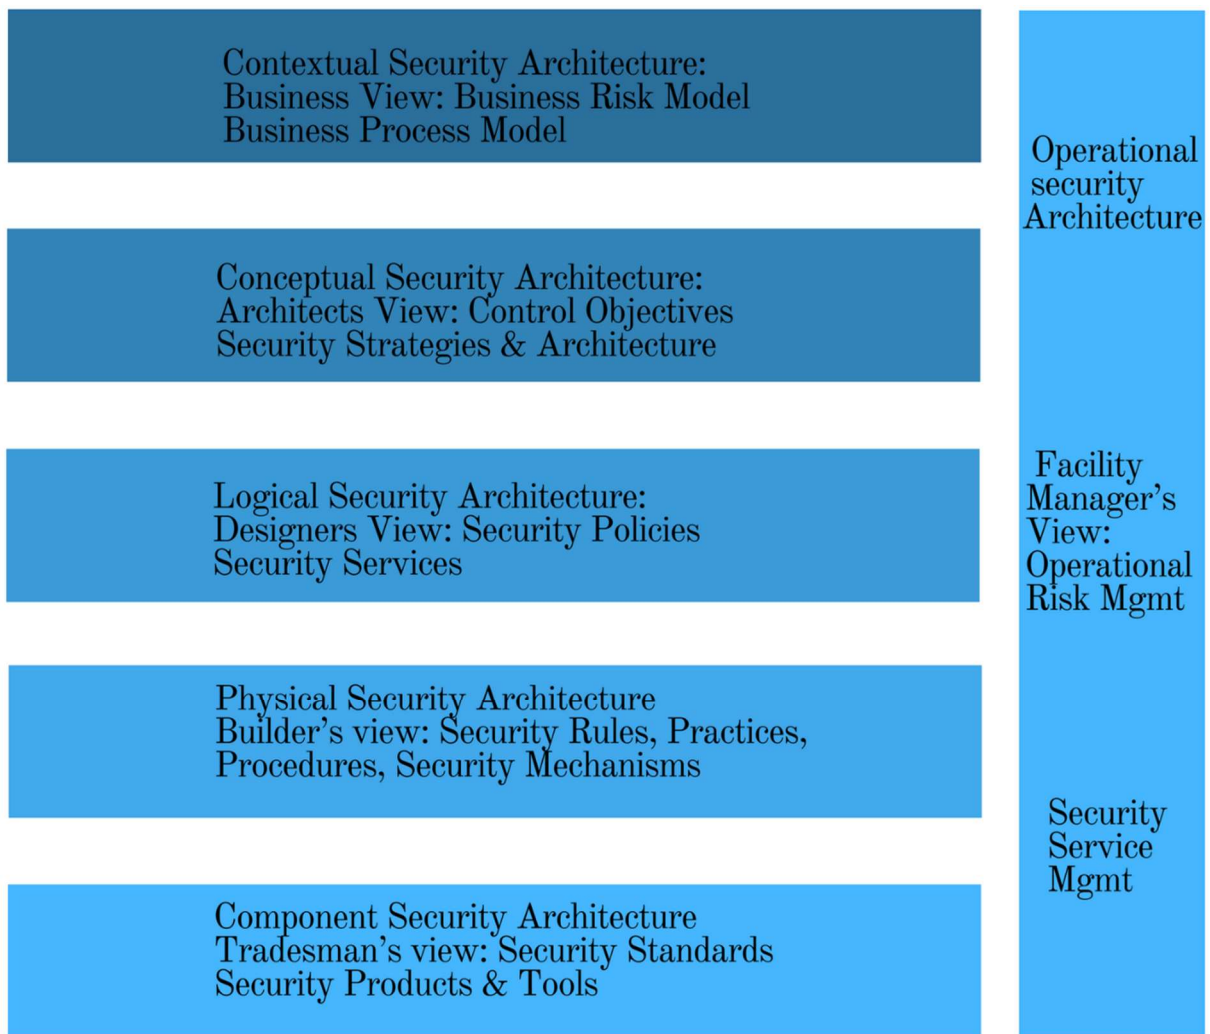 Contextual Security Architecture:
Business View: Business Risk Model
Business Process Model
Conceptual Security Architecture:
Architects View: Control Objectives
Security Strategies & Architecture
Logical Security Architecture:
Designers View: Security Policies
Security Services
Physical Security Architecture
Builder’s view: Security Rules, Practices,
Procedures, Security Mechanisms
Component Security Architecture
Tradesman’s view: Security Standards
Security Products & Tools
Operational
security
Architecture
Facility
Manager’s
View:
Operational
Risk Mgmt
Security
Service
Mgmt